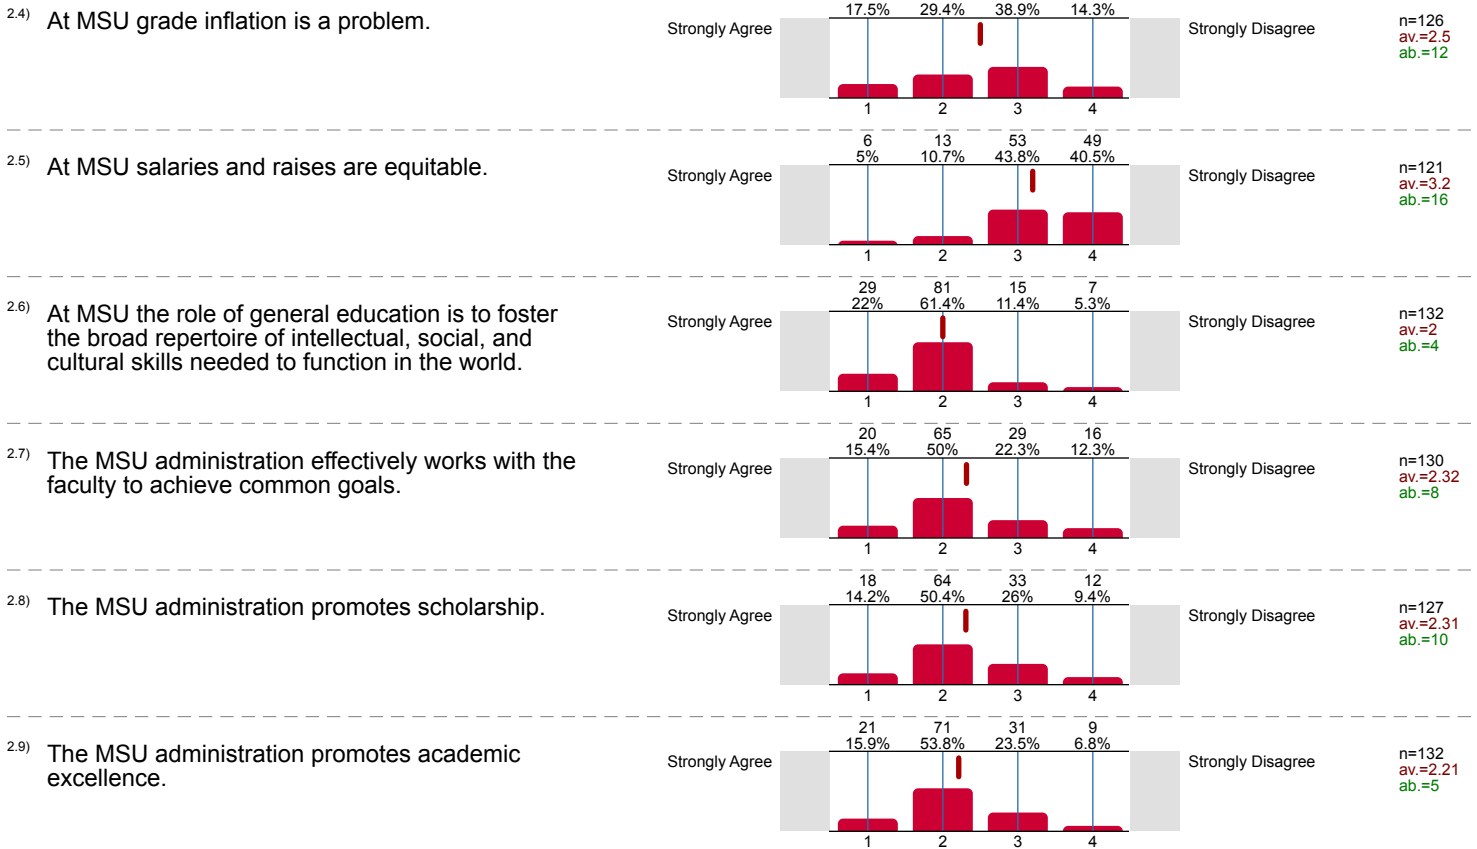 2.4) At MSU grade inflation is a problem.
17.5% 29.4% 38.9% 14.3%
Strongly Agree Strongly Disagree
1 2 3 4
n=126
av.=2.5
ab.=12
2.5) At MSU salaries and raises are equitable.
6 13 53 49
5% 10.7% 43.8% 40.5%
Strongly Agree Strongly Disagree
1 2 3 4
n=121
av.=3.2
ab.=16
2.6) At MSU the role of general education is to foster
the broad repertoire of intellectual, social, and
cultural skills needed to function in the world.
29 81 15 7
22% 61.4% 11.4% 5.3%
Strongly Agree Strongly Disagree
1 2 3 4
n=132
av.=2
ab.=4
2.7) The MSU administration effectively works with the
faculty to achieve common goals.
20 65 29 16
15.4% 50% 22.3% 12.3%
Strongly Agree Strongly Disagree
1 2 3 4
n=130
av.=2.32
ab.=8
2.8) The MSU administration promotes scholarship.
18 64 33 12
14.2% 50.4% 26% 9.4%
Strongly Agree Strongly Disagree
1 2 3 4
n=127
av.=2.31
ab.=10
2.9) The MSU administration promotes academic
excellence.
21 71 31 9
15.9% 53.8% 23.5% 6.8%
Strongly Agree Strongly Disagree
1 2 3 4
n=132
av.=2.21
ab.=5